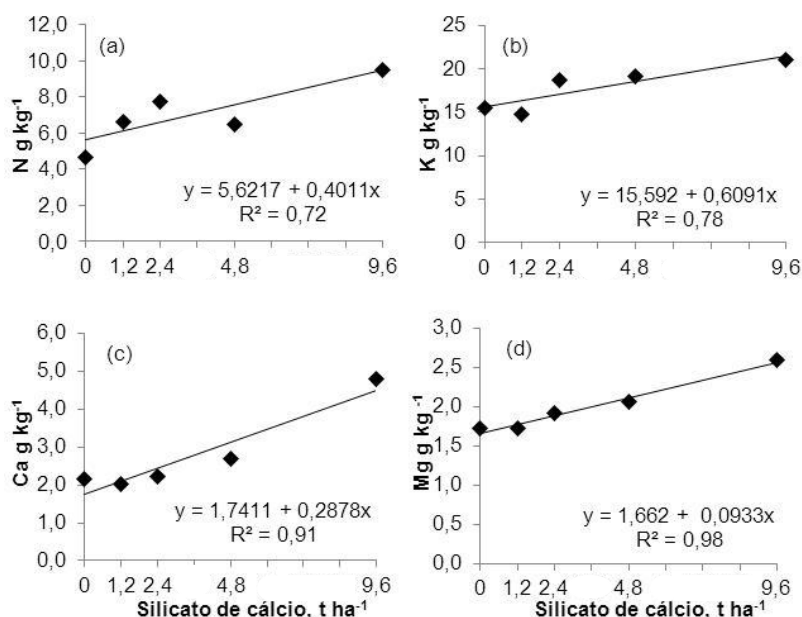 (a)
N g kg-1
12,0
10,0
8,0
6,0
4,0
2,0
0,0
y = 5,6217 + 0,4011x
R² = 0,72
0 1,2 2,4 4,8 9,6
(b)
K g kg-1
25
20
15
10
5
0
y = 15,592 + 0,6091x
R² = 0,78
0 1,2 2,4 4,8 9,6
(c)
Ca g kg-1
6,0
5,0
4,0
3,0
2,0
1,0
0,0
y = 1,7411 + 0,2878x
R² = 0,91
0 1,2 2,4 4,8 9,6
Silicato de cálcio, t ha-1
(d)
Mg g kg-1
3,0
2,5
2,0
1,5
1,0
0,5
0,0
y = 1,662 + 0,0933x
R² = 0,98
0 1,2 2,4 4,8 9,6
Silicato de cálcio, t ha-1